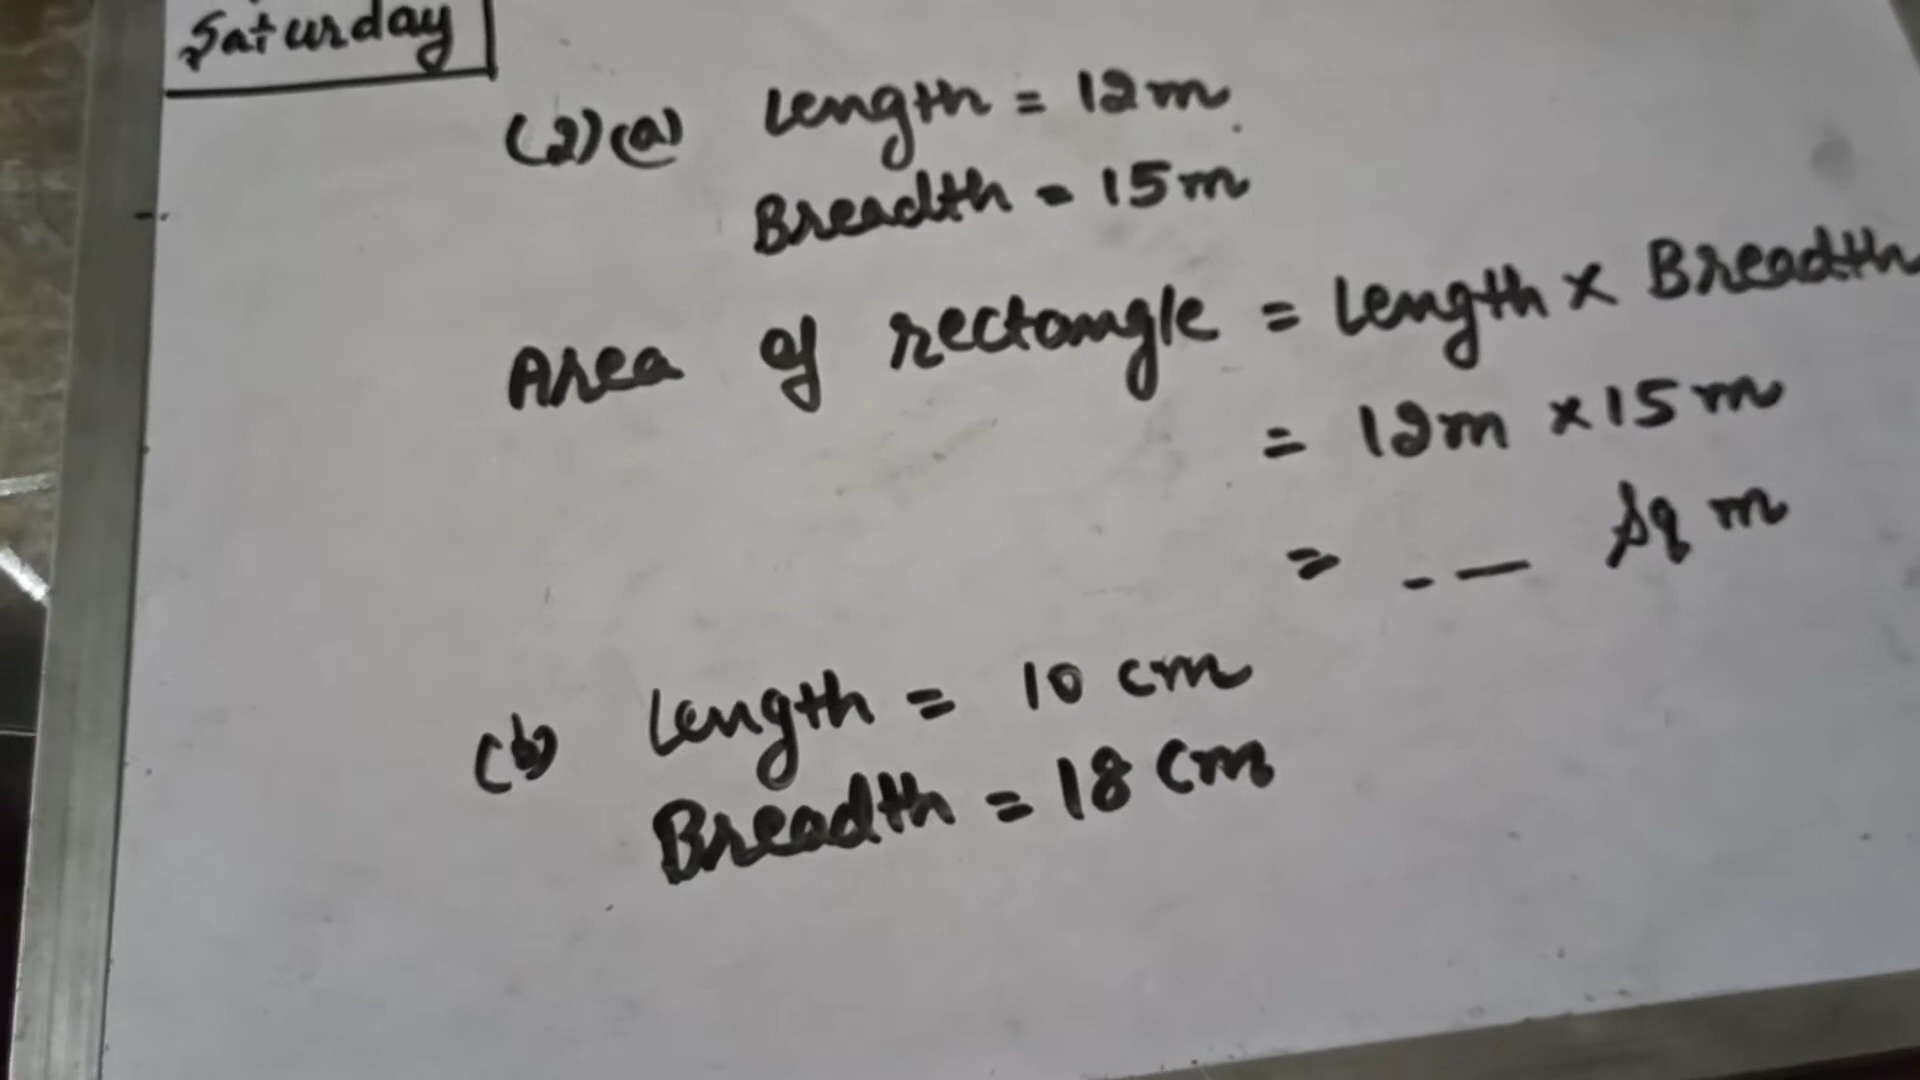 Saturday
(2)(a) Length = 12m
Breadth = 15m
Area of rectangle = Length x Breadth
= 12m x 15m
= - — Sq m
(b) Length = 10 cm
Breadth = 18 cm